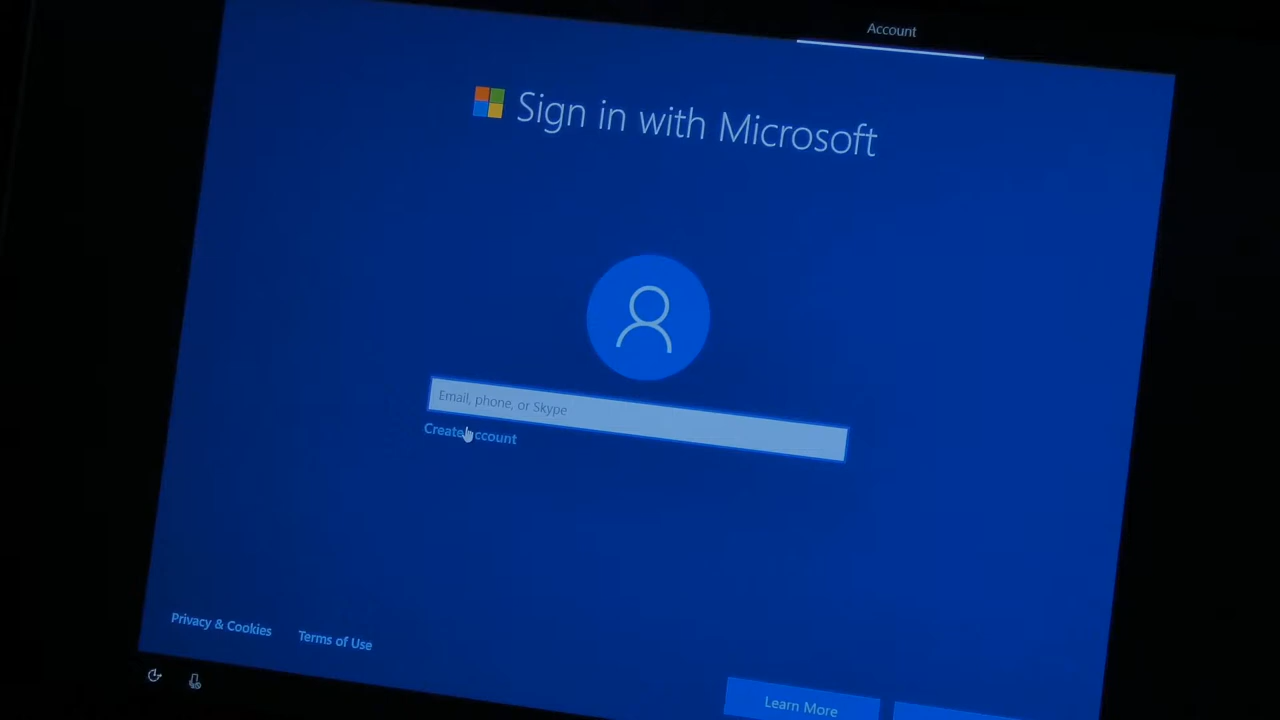 Account
Sign in with Microsoft
Email, phone, or Skype
Create account
Privacy & Cookies
Terms of Use
Learn More